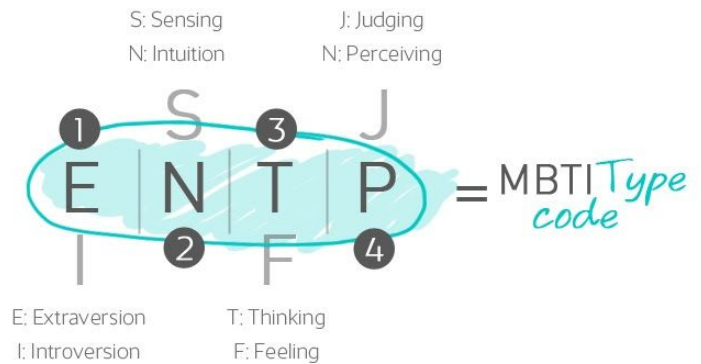 S: Sensing J: Judging
N: Intuition N: Perceiving
S J
1 3
E N T P = MBTI Type code
2 4
I F
E: Extraversion T: Thinking
I: Introversion F: Feeling